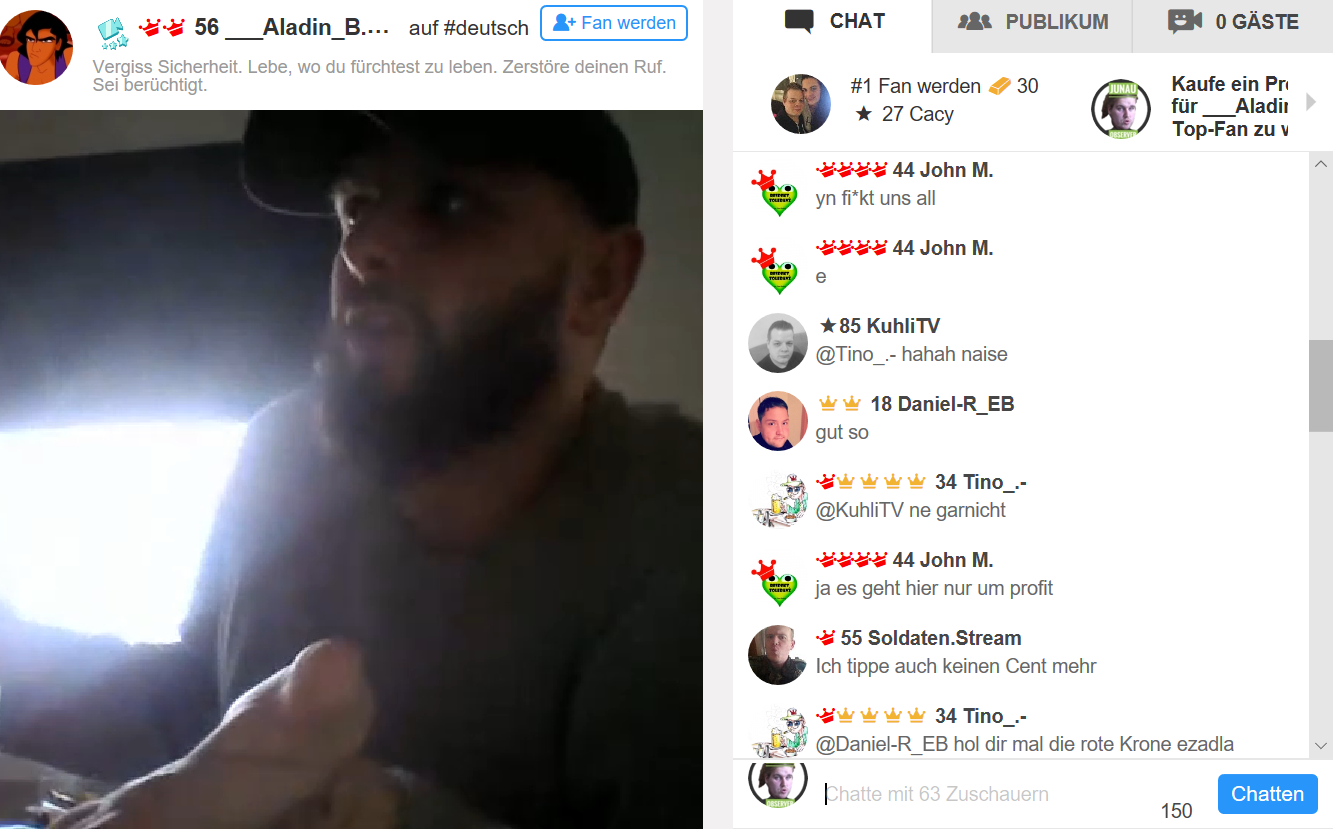 56 ___Aladin_B.... auf #deutsch
Fan werden
Vergiss Sicherheit. Lebe, wo du fürchtest zu leben. Zerstöre deinen Ruf.
Sei berüchtigt.
CHAT
PUBLIKUM
0 GÄSTE
#1 Fan werden 30
★ 27 Cacy
JUNAU
OBSERVER
Kaufe ein Pr
für ___Aladin
Top-Fan zu
44 John M.
yn fi*kt uns all
44 John M.
e
★85 KuhliTV
@Tino_.- hahah naise
18 Daniel-R_EB
gut so
34 Tino_.-
@KuhliTV ne garnicht
44 John M.
ja es geht hier nur um profit
55 Soldaten.Stream
Ich tippe auch keinen Cent mehr
34 Tino_.-
@Daniel-R_EB hol dir mal die rote Krone ezadla
Chatte mit 63 Zuschauern
150
Chatten